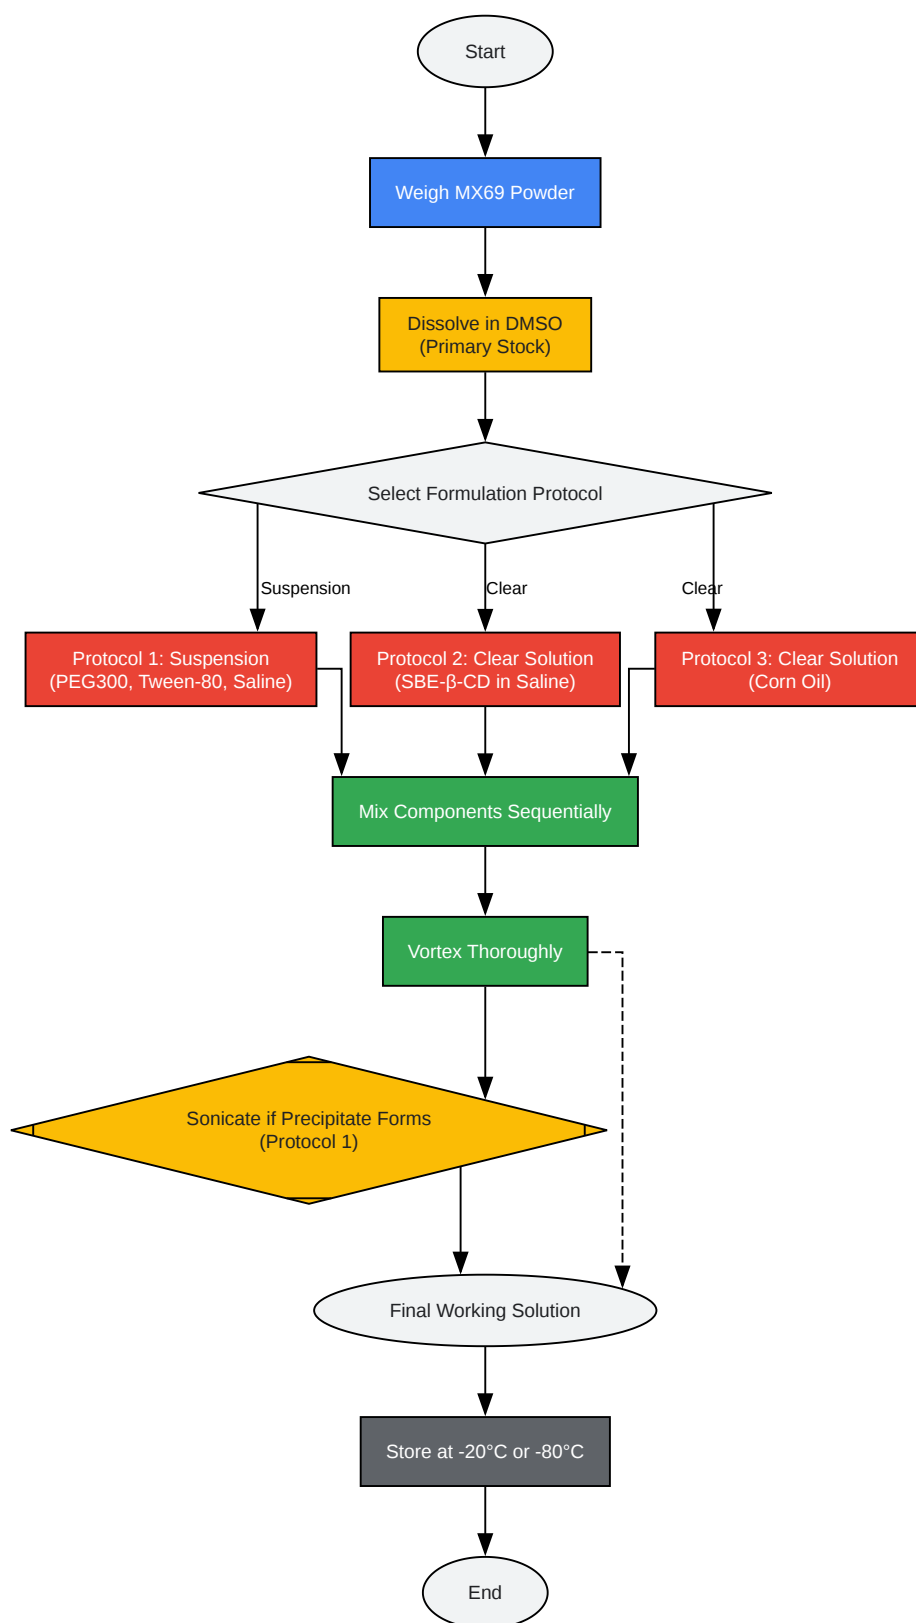 Start
Weigh MX69 Powder
Dissolve in DMSO
(Primary Stock)
Select Formulation Protocol
Suspension
Clear
Clear
Protocol 1: Suspension
(PEG300, Tween-80, Saline)
Protocol 2: Clear Solution
(SBE-β-CD in Saline)
Protocol 3: Clear Solution
(Corn Oil)
Mix Components Sequentially
Vortex Thoroughly
Sonicate if Precipitate Forms
(Protocol 1)
Final Working Solution
Store at -20°C or -80°C
End